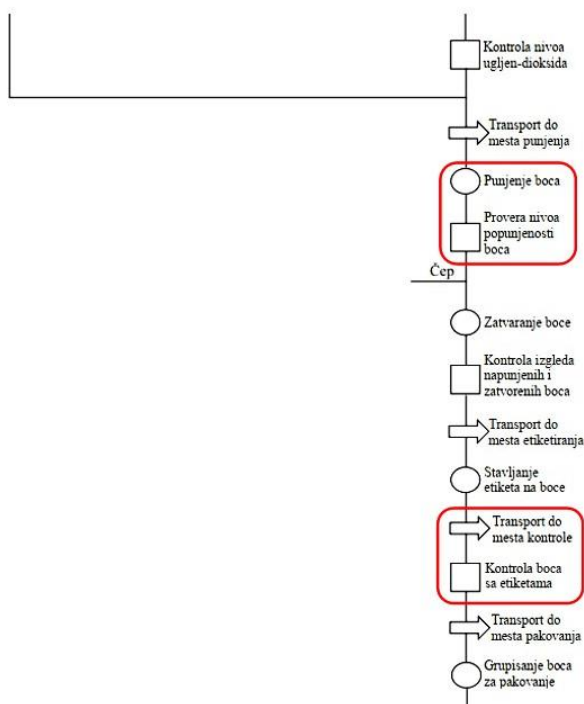 Kontrola nivoa
ugljen-dioksida
Transport do
mesta punjenja
Punjenje boca
Provera nivoa
popunjenosti
boca
Čep
Zatvaranje boce
Kontrola izgleda
napunjenih i
zatvorenih boca
Transport do
mesta etiketiranja
Stavljanje
etiketa na boce
Transport do
mesta kontrole
Kontrola boca
sa etiketama
Transport do
mesta pakovanja
Grupisanje boca
za pakovanje